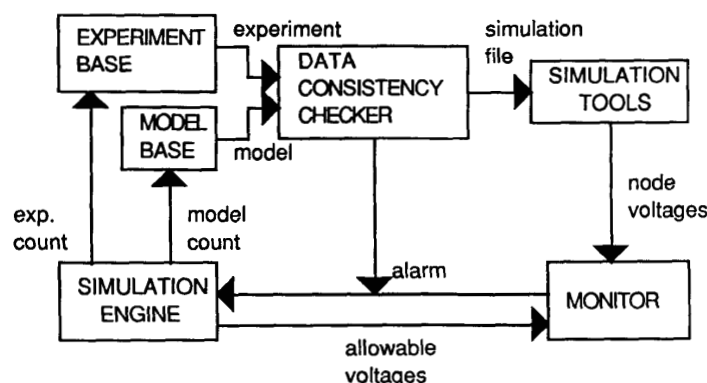 EXPERIMENT
BASE
experiment
DATA
CONSISTENCY
CHECKER
simulation
file
SIMULATION
TOOLS
MODEL
BASE
model
exp.
count
model
count
node
voltages
alarm
SIMULATION
ENGINE
MONITOR
allowable
voltages